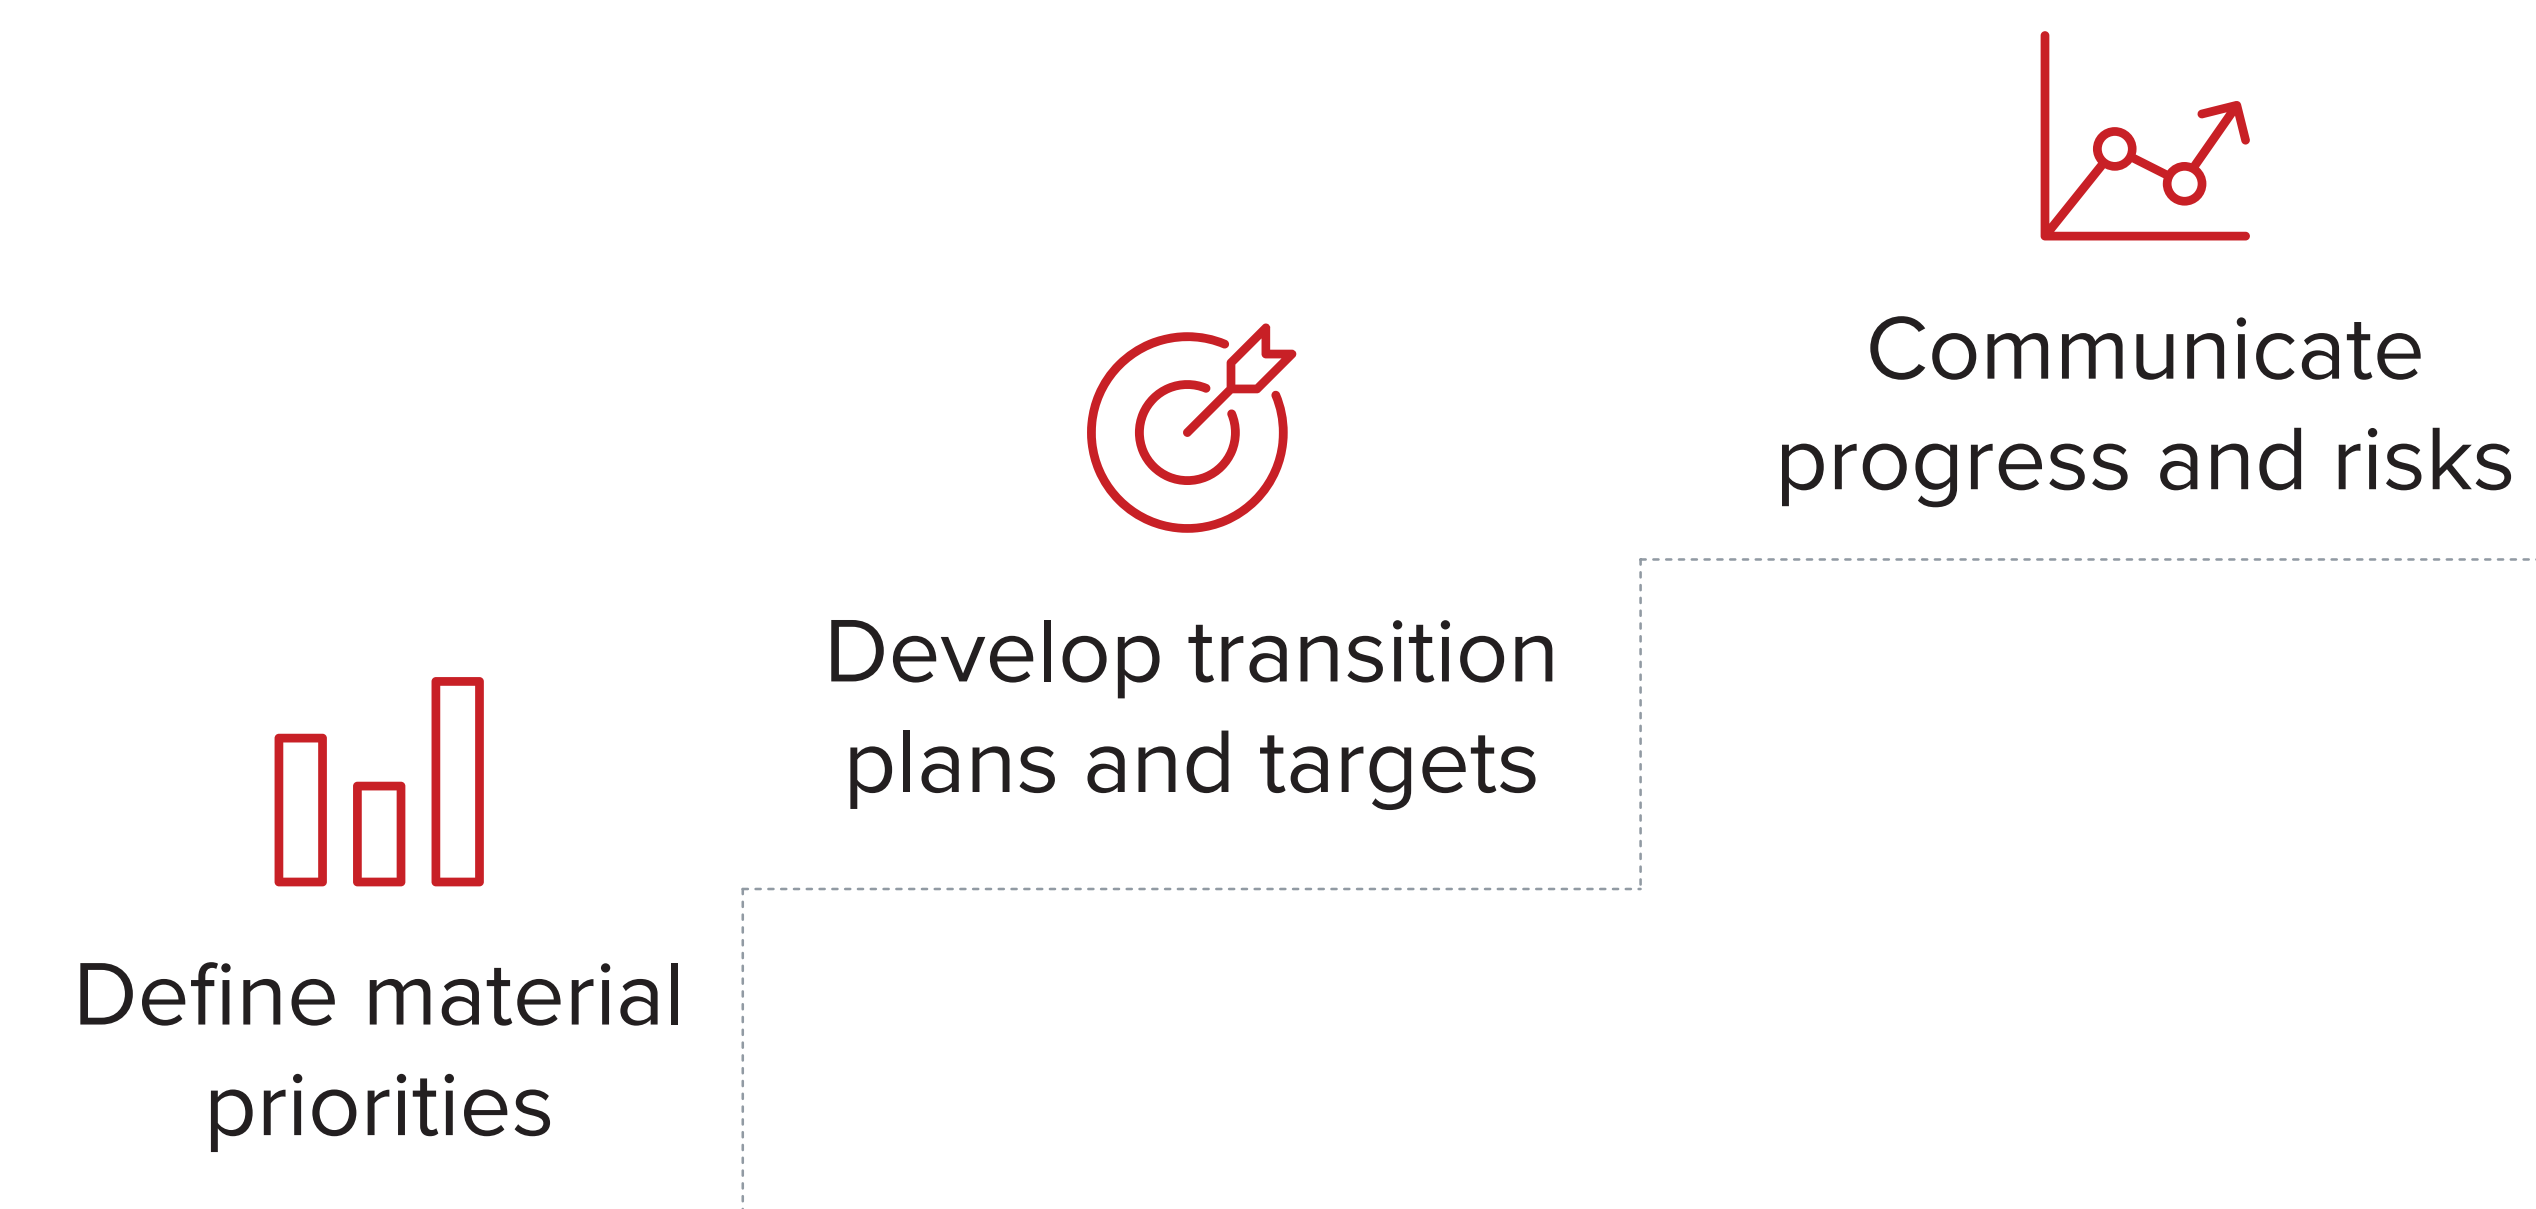 Define material
priorities
Develop transition
plans and targets
Communicate
progress and risks